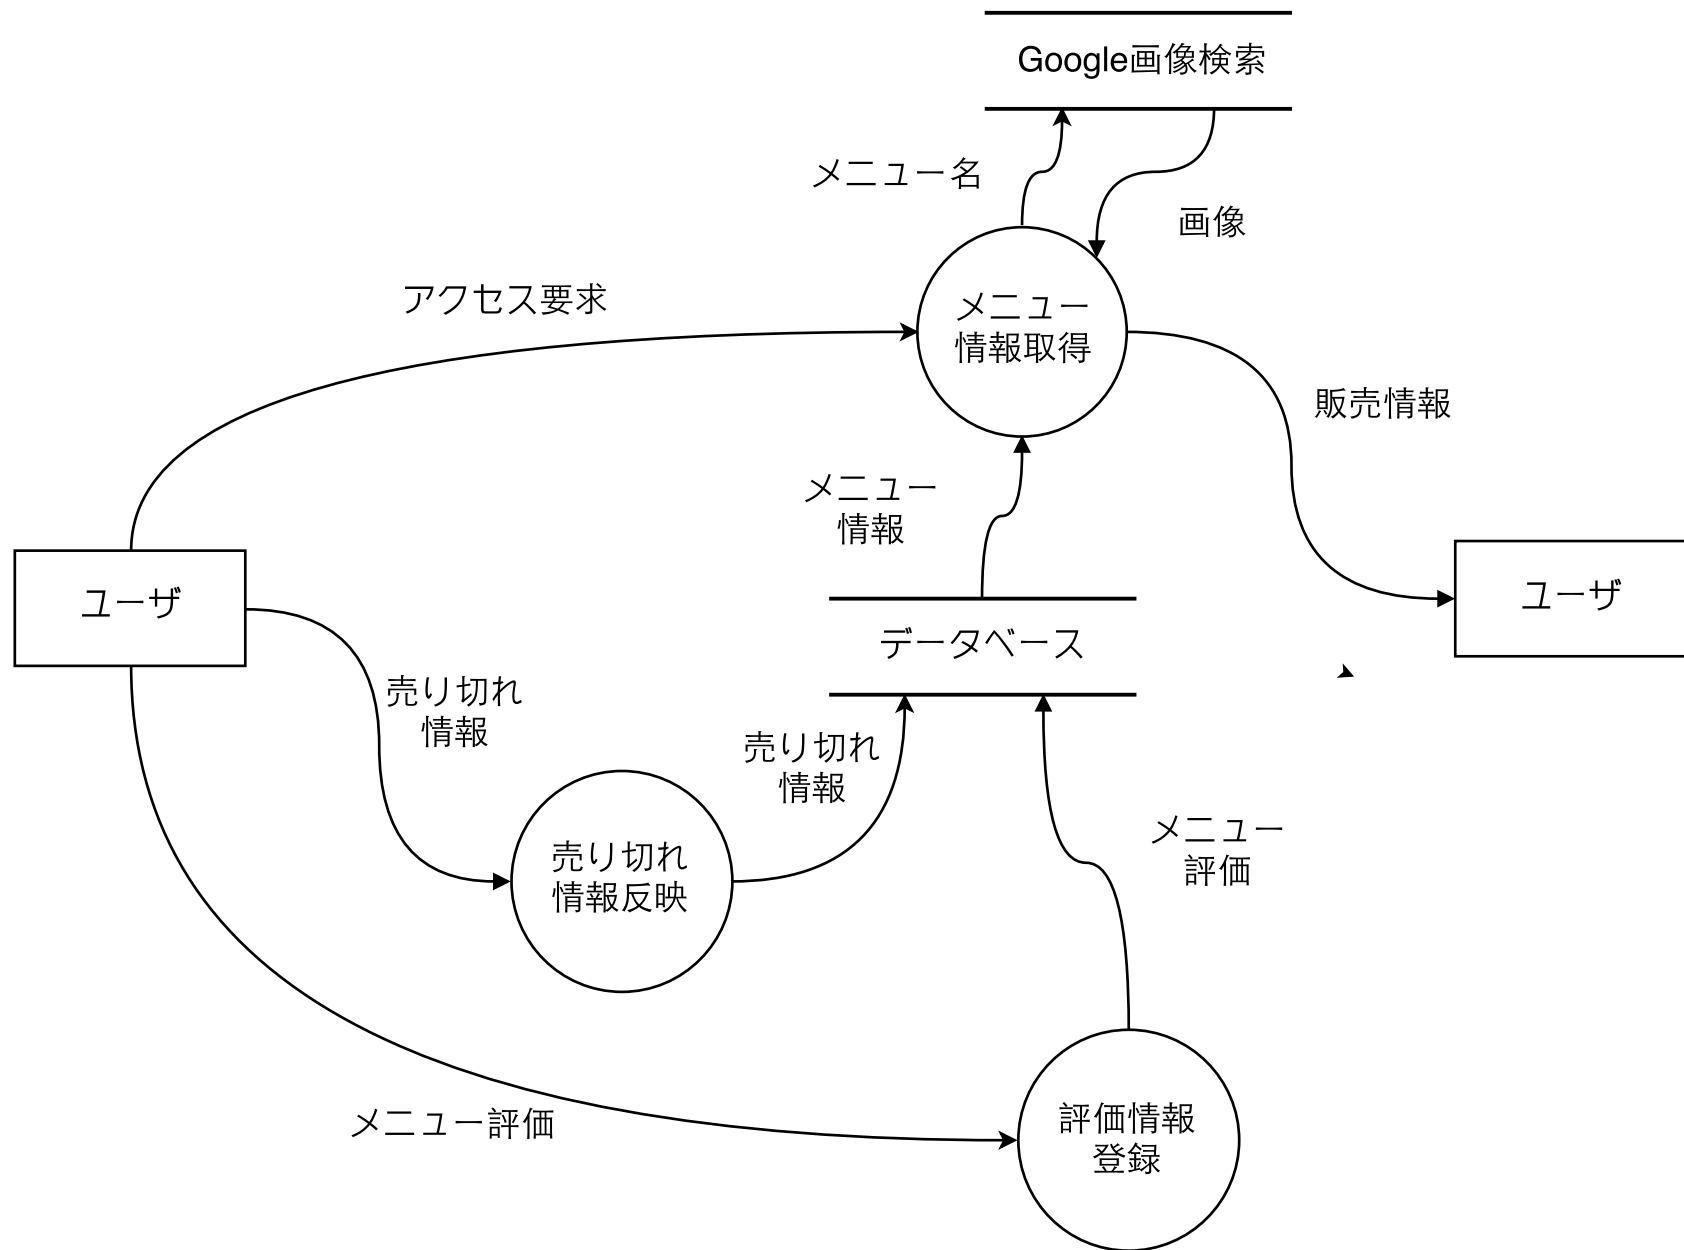 Google画像検索
メニュー名
画像
アクセス要求
メニュー
情報取得
販売情報
メニュー
情報
ユーザ
ユーザ
データベース
売り切れ
情報
売り切れ
情報
メニュー
評価
売り切れ
情報反映
メニュー評価
評価情報
登録